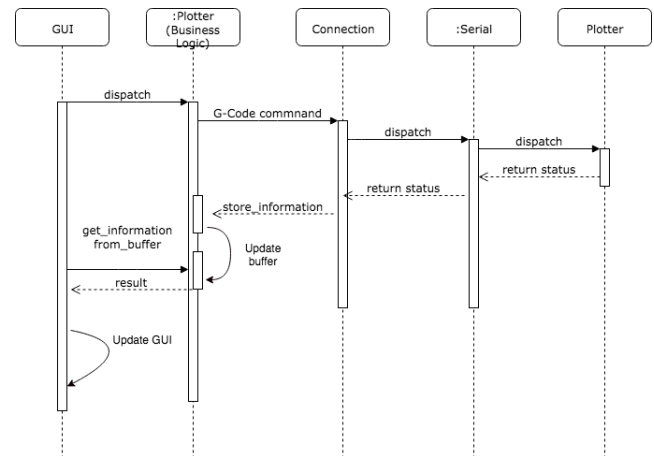 GUI
:Plotter
(Business
Logic)
Connection
:Serial
Plotter
dispatch
G-Code commnand
dispatch
dispatch
return status
return status
store_information
get_information
from_buffer
Update
buffer
result
Update GUI